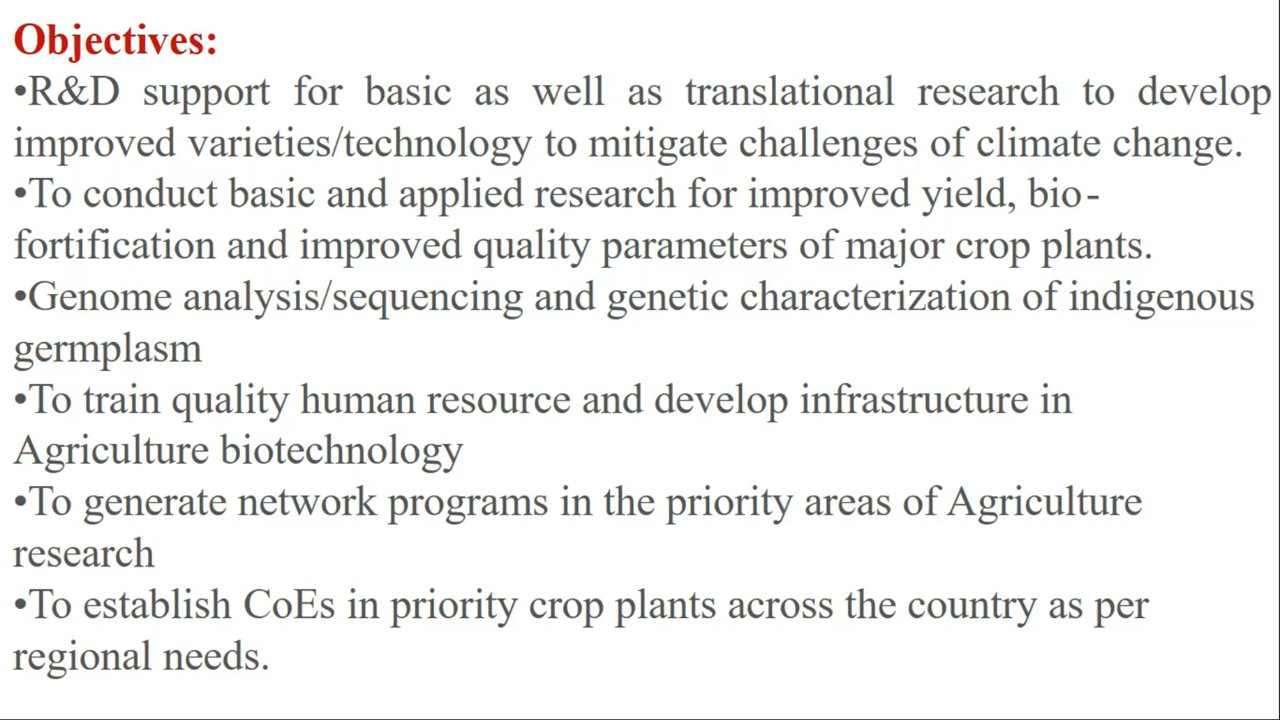 Objectives:
•R&D support for basic as well as translational research to develop
improved varieties/technology to mitigate challenges of climate change.
•To conduct basic and applied research for improved yield, bio-
fortification and improved quality parameters of major crop plants.
•Genome analysis/sequencing and genetic characterization of indigenous
germplasm
•To train quality human resource and develop infrastructure in
Agriculture biotechnology
•To generate network programs in the priority areas of Agriculture
research
•To establish CoEs in priority crop plants across the country as per
regional needs.